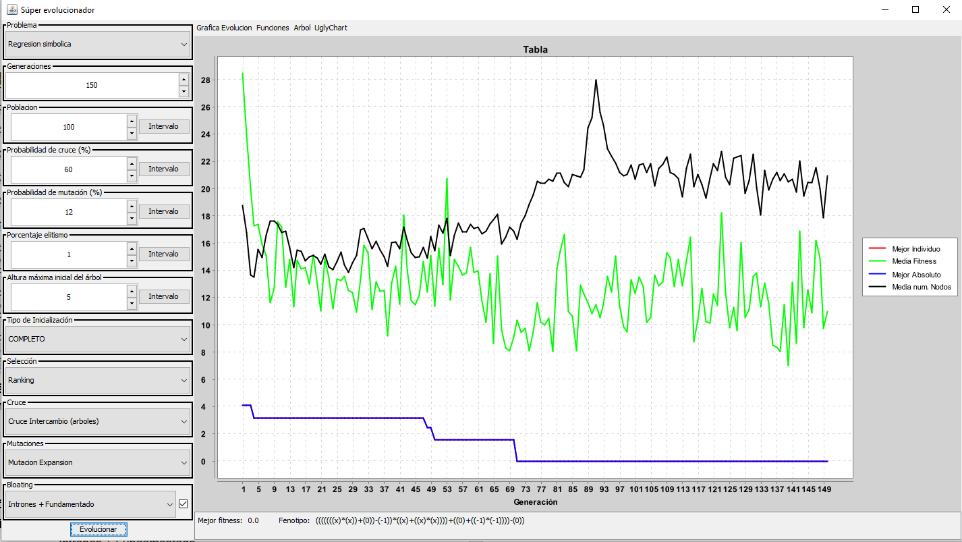 Súper evolucionador
Problema
Regresion simbolica
Generaciones
150
Poblacion
100
Intervalo
Probabilidad de cruce (%)
60
Intervalo
Probabilidad de mutación (%)
12
Intervalo
Porcentaje elitismo
1
Intervalo
Altura máxima inicial del árbol
5
Intervalo
Tipo de Inicialización
COMPLETO
Selección
Ranking
Cruce
Cruce Intercambio (arboles)
Mutaciones
Mutacion Expansion
Bloating
Intrones + Fundamentado
Evolucionar
Grafica Evolucion Funciones Arbol UglyChart
Tabla
28
26
24
22
20
18
16
14
12
10
8
6
4
2
0
1 5 9 13 17 21 25 29 33 37 41 45 49 53 57 61 65 69 73 77 81 85 89 93 97 101 105 109 113 117 121 125 129 133 137 141 145 149
Generación
Mejor Individuo
Media Fitness
Mejor Absoluto
Media num. Nodos
Mejor fitness: 0.0 Fenotipo: (((((((x)*(x))+(0))-(-1))*((x)+((x)*(x))))+((0)+((-1)*(-1))))-(0))